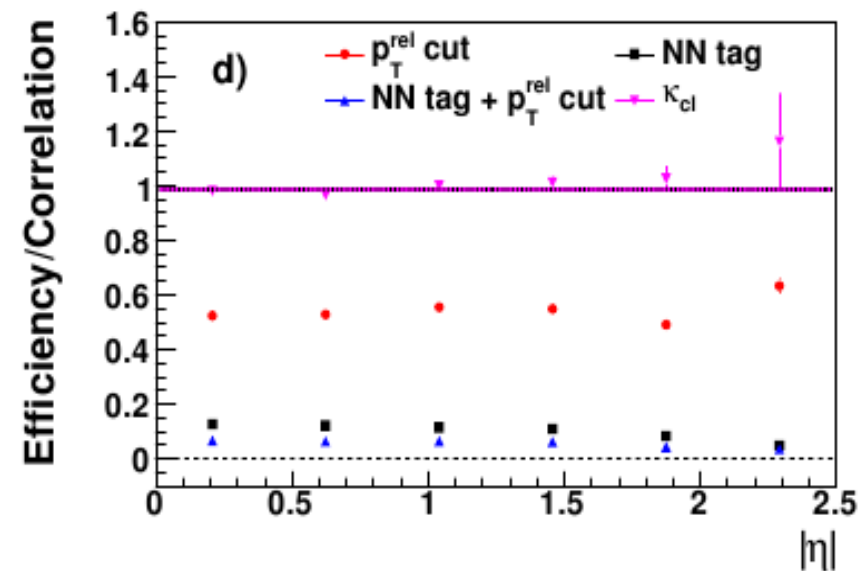 Efficiency/Correlation
1.6
1.4
1.2
1
0.8
0.6
0.4
0.2
0
d)
p_T^rel cut
NN tag
NN tag + p_T^rel cut
κ_cl
0 0.5 1 1.5 2 2.5
|η|